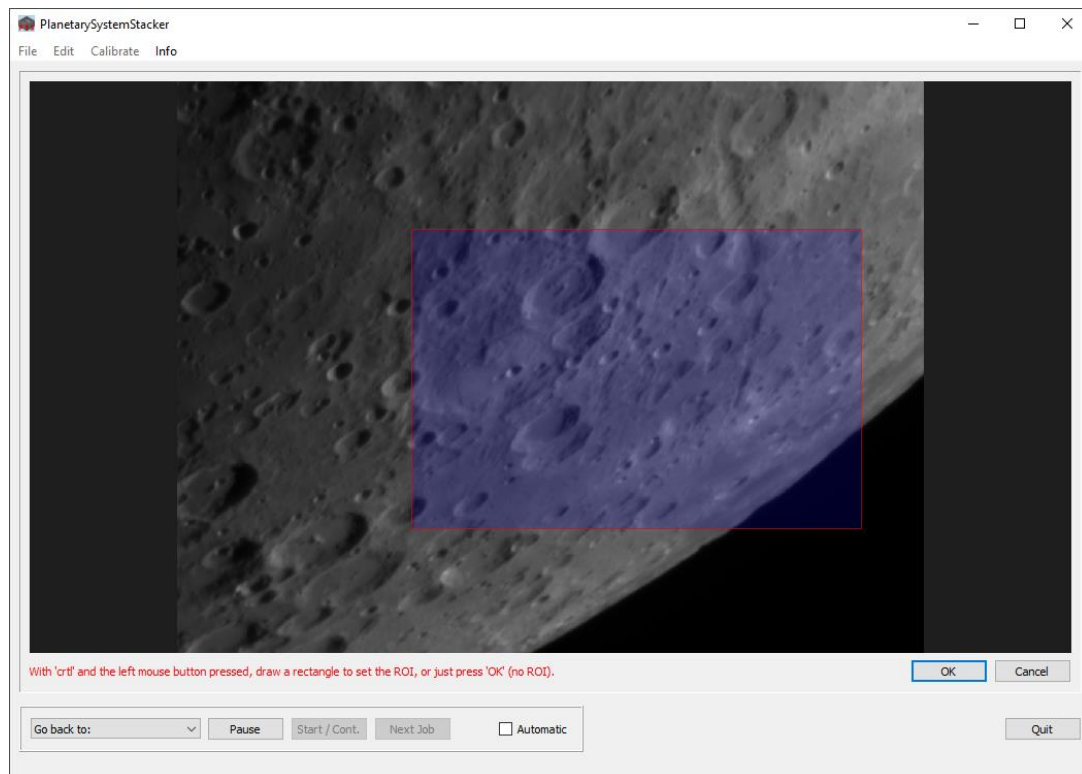 PlanetarySystemStacker
File Edit Calibrate Info
With 'crtl' and the left mouse button pressed, draw a rectangle to set the ROI, or just press 'OK' (no ROI).
OK Cancel
Go back to: Pause Start / Cont. Next Job Automatic Quit